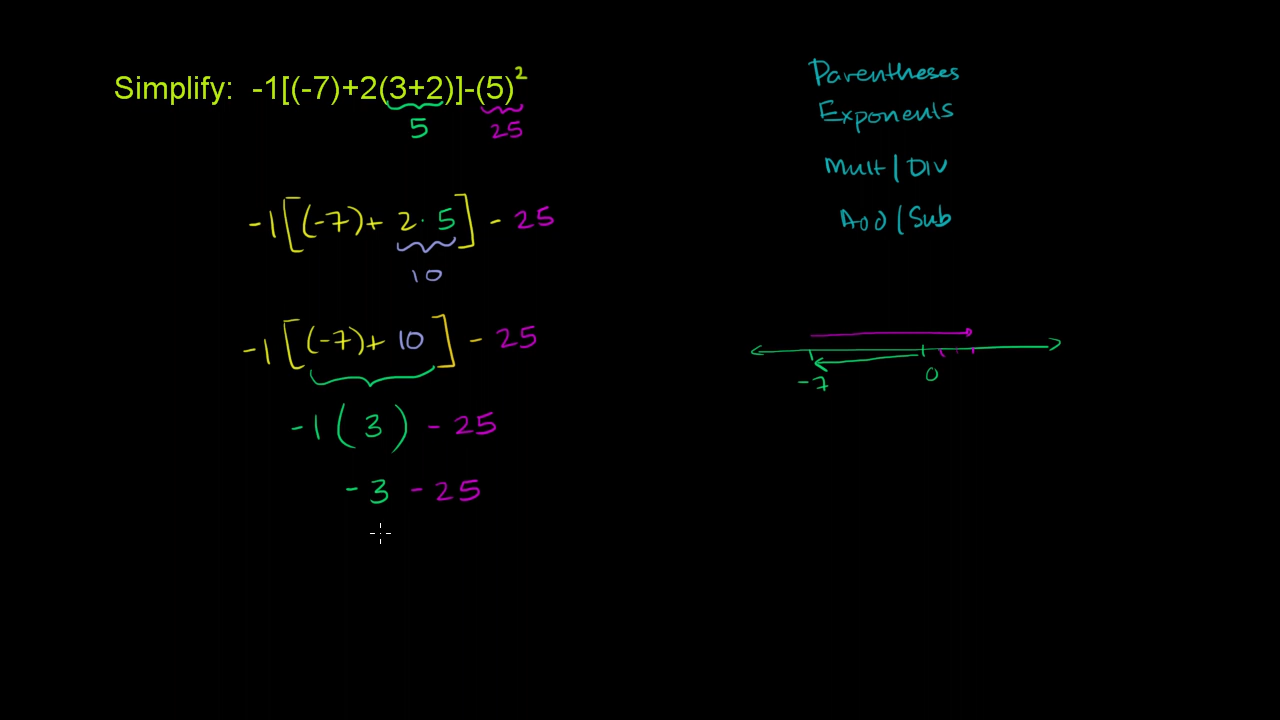 Simplify: -1[(-7)+2(3+2)]-(5)²
5 25
-1[(-7)+ 2·5] - 25
10
-1[(-7)+ 10] - 25
-1(3) - 25
-3 - 25
Parentheses
Exponents
Mult/Div
Add/Sub
-7 0